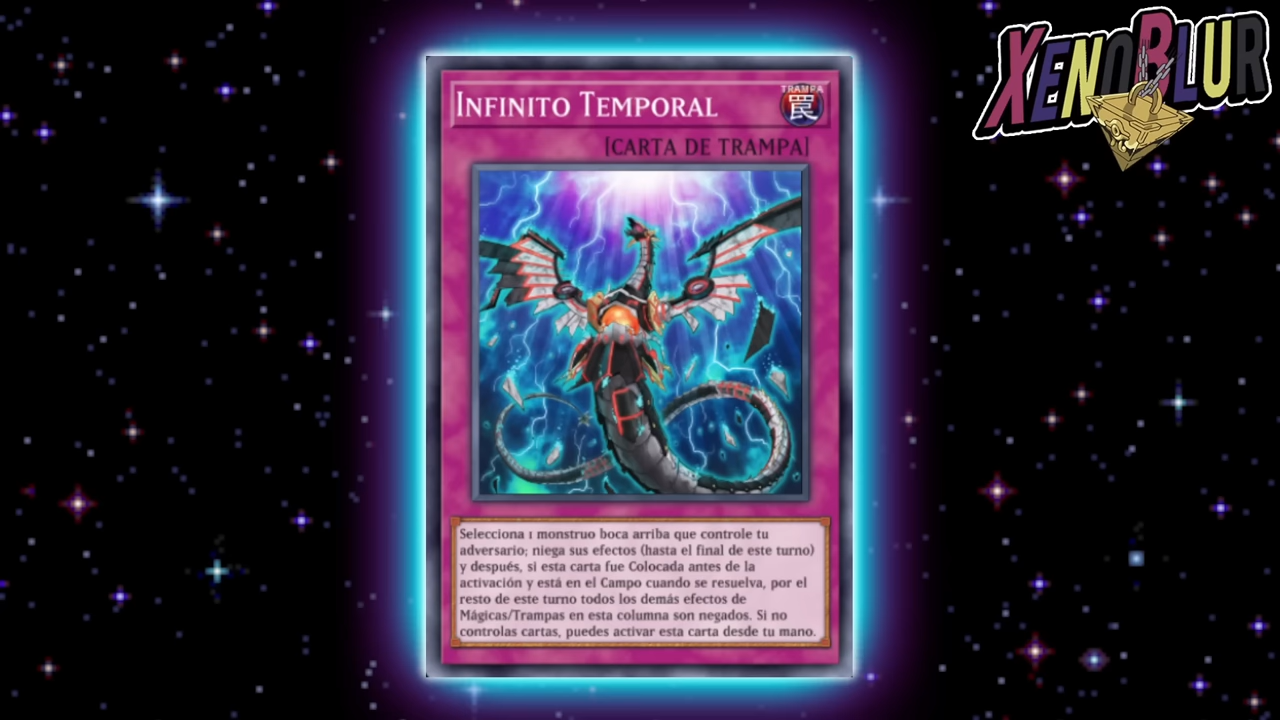 XENOBLUR
INFINITO TEMPORAL
TRAMPA
罠
[CARTA DE TRAMPA]
Selecciona 1 monstruo boca arriba que controle tu
adversario; niega sus efectos (hasta el final de este turno)
y después, si esta carta fue Colocada antes de la
activación y está en el Campo cuando se resuelva, por el
resto de este turno todos los demás efectos de
Mágicas/Trampas en esta columna son negados. Si no
controlas cartas, puedes activar esta carta desde tu mano.